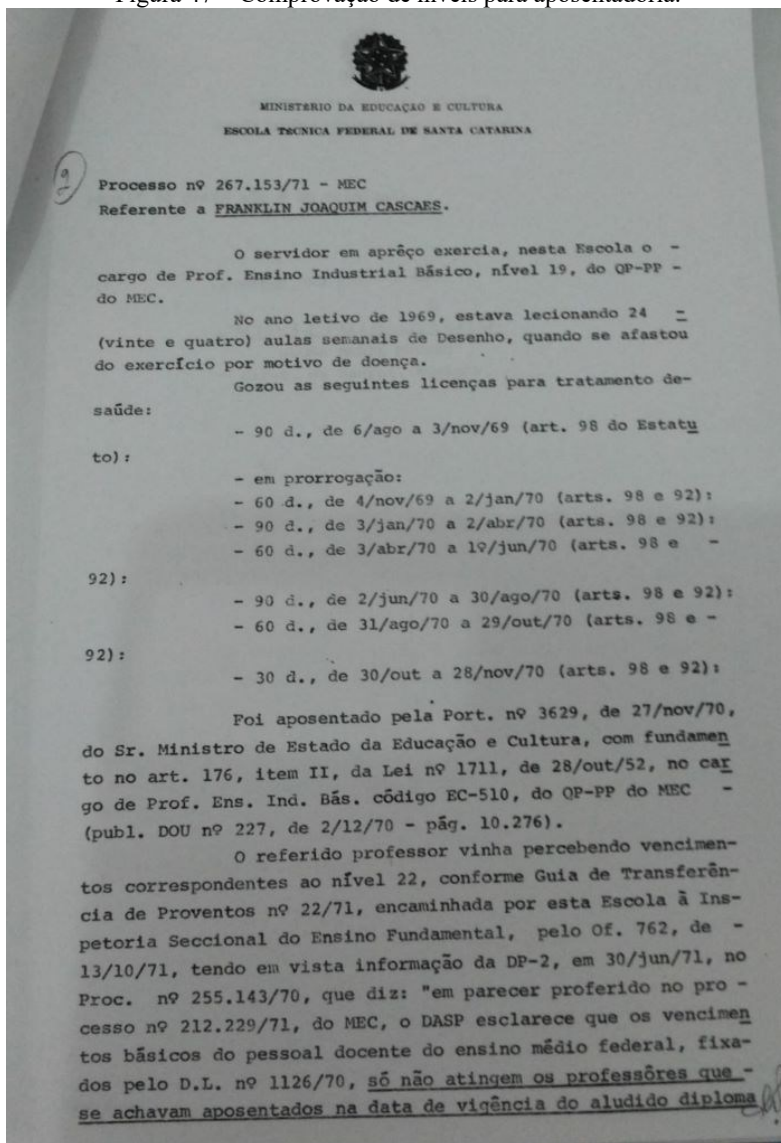 Figura 47 – Comprovação de níveis para aposentadoria.
MINISTÉRIO DA EDUCAÇÃO E CULTURA
ESCOLA TÉCNICA FEDERAL DE SANTA CATARINA
9
Processo nº 267.153/71 - MEC
Referente a FRANKLIN JOAQUIM CASCAES.
O servidor em aprêço exercia, nesta Escola o -
cargo de Prof. Ensino Industrial Básico, nível 19, do QP-PP -
do MEC.
No ano letivo de 1969, estava lecionando 24 -
(vinte e quatro) aulas semanais de Desenho, quando se afastou
do exercício por motivo de doença.
Gozou as seguintes licenças para tratamento de-
saúde:
- 90 d., de 6/ago a 3/nov/69 (art. 98 do Estatu
to):
- em prorrogação:
- 60 d., de 4/nov/69 a 2/jan/70 (arts. 98 e 92):
- 90 d., de 3/jan/70 a 2/abr/70 (arts. 98 e 92):
- 60 d., de 3/abr/70 a 1º/jun/70 (arts. 98 e -
92):
- 90 d., de 2/jun/70 a 30/ago/70 (arts. 98 e 92):
- 60 d., de 31/ago/70 a 29/out/70 (arts. 98 e -
92):
- 30 d., de 30/out a 28/nov/70 (arts. 98 e 92):
Foi aposentado pela Port. nº 3629, de 27/nov/70,
do Sr. Ministro de Estado da Educação e Cultura, com fundamen
to no art. 176, item II, da Lei nº 1711, de 28/out/52, no car
go de Prof. Ens. Ind. Bás. código EC-510, do QP-PP do MEC -
(publ. DOU nº 227, de 2/12/70 - pág. 10.276).
O referido professor vinha percebendo vencimen-
tos correspondentes ao nível 22, conforme Guia de Transferên-
cia de Proventos nº 22/71, encaminhada por esta Escola à Ins-
petoria Seccional do Ensino Fundamental, pelo Of. 762, de -
13/10/71, tendo em vista informação da DP-2, em 30/jun/71, no
Proc. nº 255.143/70, que diz: "em parecer proferido no pro -
cesso nº 212.229/71, do MEC, o DASP esclarece que os vencimen
tos básicos do pessoal docente do ensino médio federal, fixa-
dos pelo D.L. nº 1126/70, só não atingem os professôres que -
se achavam aposentados na data de vigência do aludido diploma